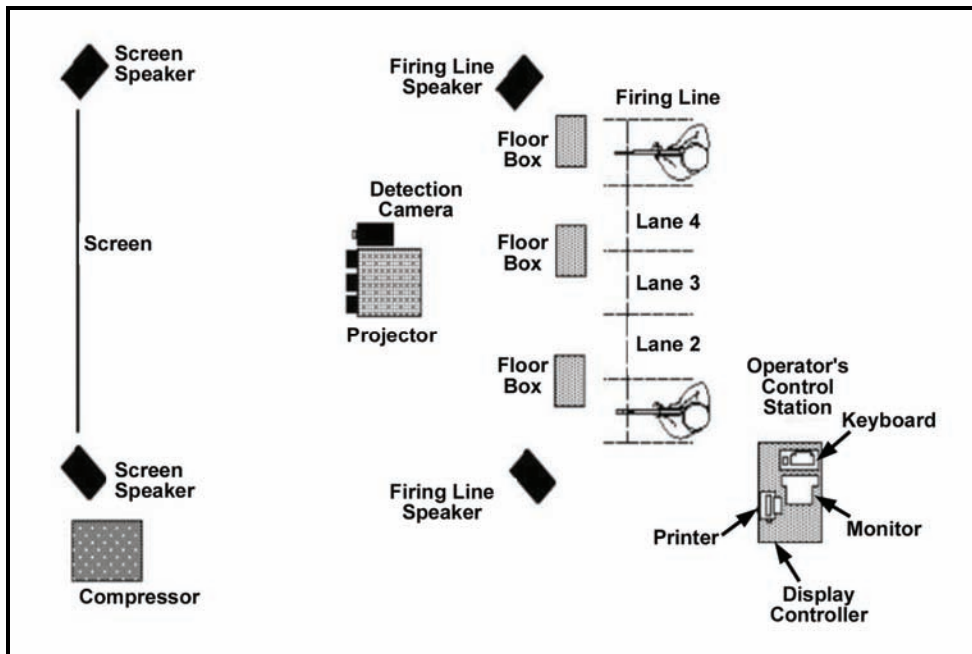 Screen
Speaker
Firing Line
Speaker
Firing Line
Floor
Box
Detection
Camera
Lane 4
Floor
Box
Screen
Lane 3
Projector
Lane 2
Floor
Box
Operator's
Control
Station
Keyboard
Screen
Speaker
Firing Line
Speaker
Printer
Monitor
Compressor
Display
Controller